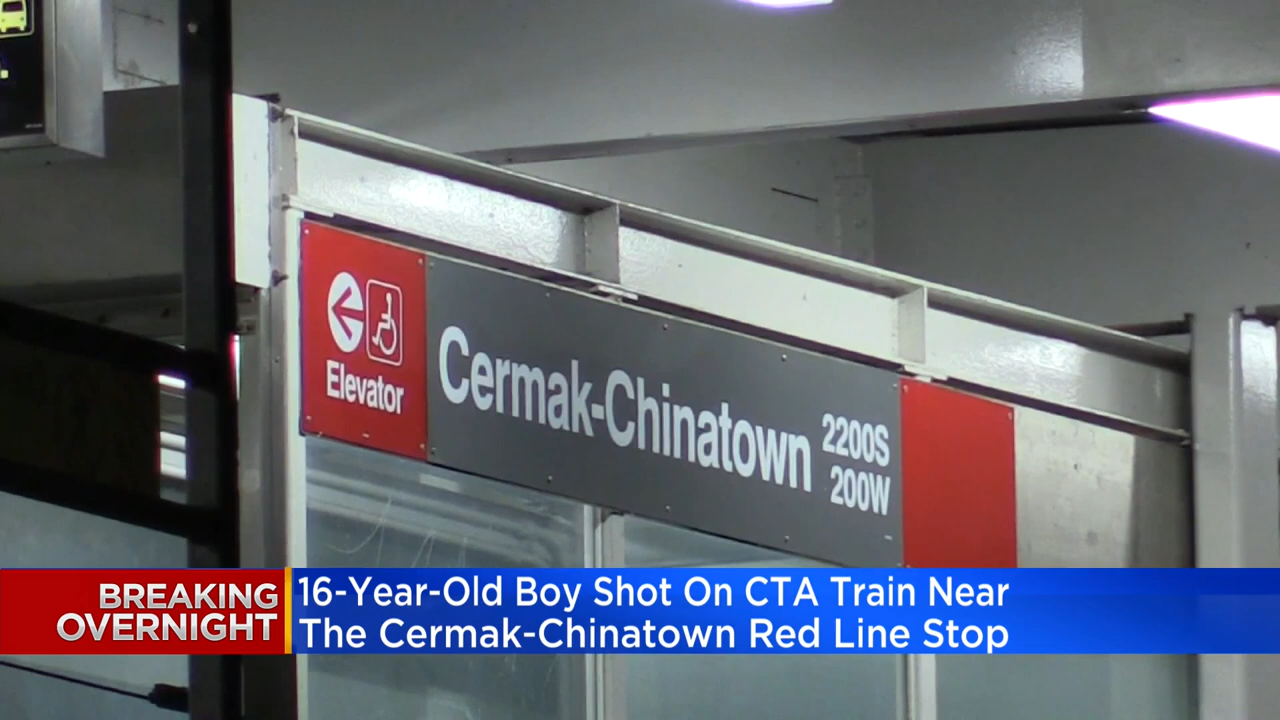 Elevator
Cermak-Chinatown
2200S
200W
BREAKING
OVERNIGHT
16-Year-Old Boy Shot On CTA Train Near
The Cermak-Chinatown Red Line Stop